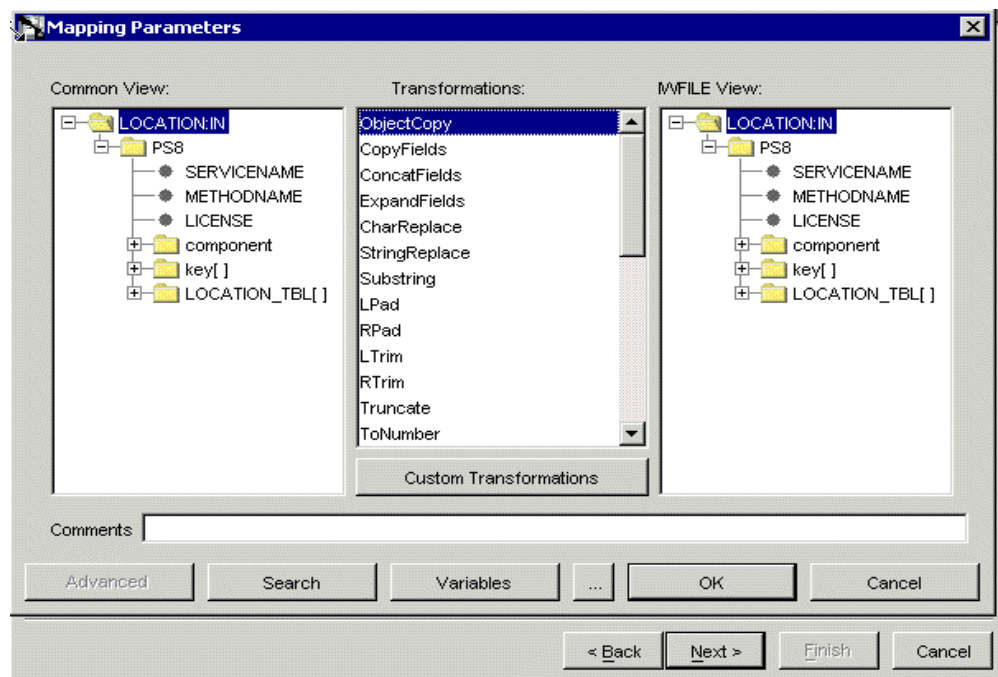 Mapping Parameters
Common View:
Transformations:
IWFILE View:
LOCATION:IN
PS8
SERVICENAME
METHODNAME
LICENSE
component
key[ ]
LOCATION_TBL[ ]
ObjectCopy
CopyFields
ConcatFields
ExpandFields
CharReplace
StringReplace
Substring
LPad
RPad
LTrim
RTrim
Truncate
ToNumber
Custom Transformations
LOCATION:IN
PS8
SERVICENAME
METHODNAME
LICENSE
component
key[ ]
LOCATION_TBL[ ]
Comments
Advanced
Search
Variables
...
OK
Cancel
< Back
Next >
Finish
Cancel